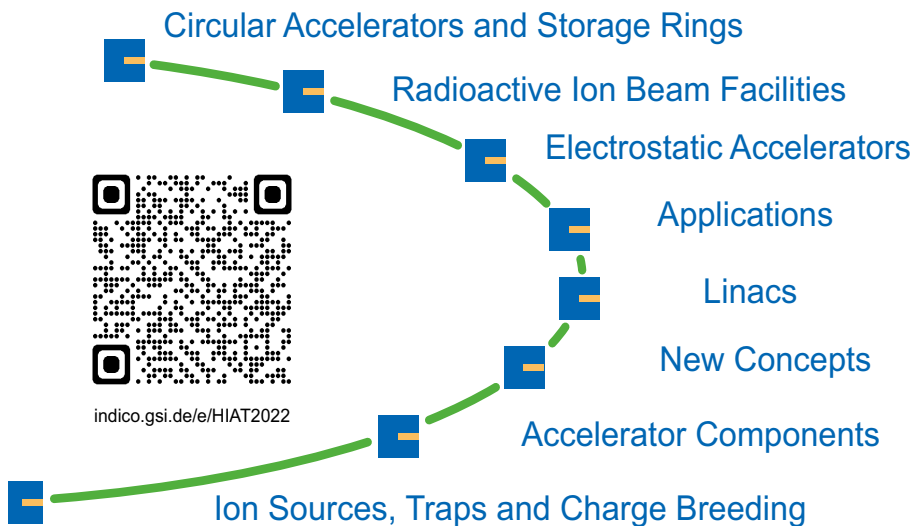 Circular Accelerators and Storage Rings
Radioactive Ion Beam Facilities
Electrostatic Accelerators
Applications
Linacs
New Concepts
indico.gsi.de/e/HIAT2022
Accelerator Components
Ion Sources, Traps and Charge Breeding